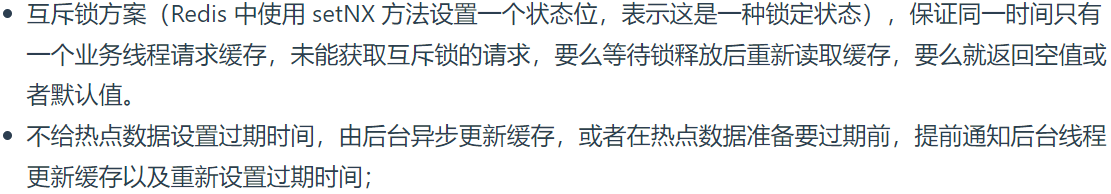 • 互斥锁方案（Redis 中使用 setNX 方法设置一个状态位，表示这是一种锁定状态），保证同一时间只有
一个业务线程请求缓存，未能获取互斥锁的请求，要么等待锁释放后重新读取缓存，要么就返回空值或
者默认值。
• 不给热点数据设置过期时间，由后台异步更新缓存，或者在热点数据准备要过期前，提前通知后台线程
更新缓存以及重新设置过期时间；